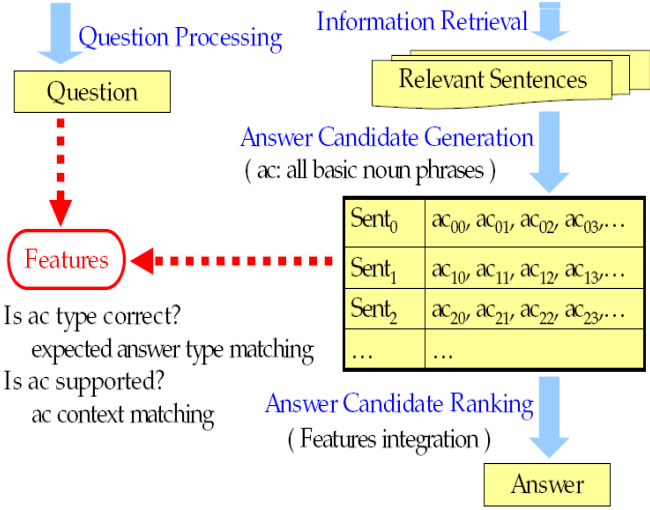 Question Processing
Question
Information Retrieval
Relevant Sentences
Answer Candidate Generation
( ac: all basic noun phrases )
Sent0 ac00, ac01, ac02, ac03,...
Sent1 ac10, ac11, ac12, ac13,...
Sent2 ac20, ac21, ac22, ac23,...
... ...
Features
Is ac type correct?
expected answer type matching
Is ac supported?
ac context matching
Answer Candidate Ranking
( Features integration )
Answer